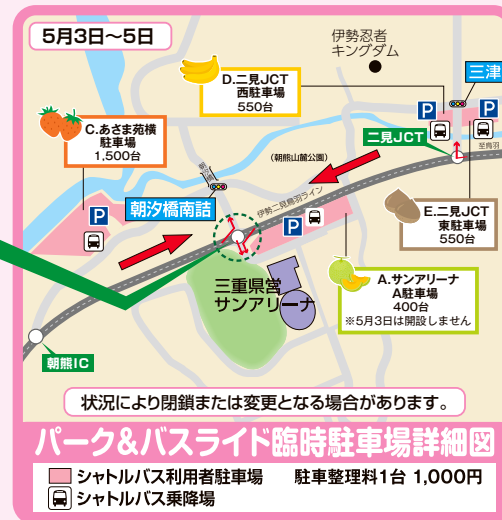 5月3日〜5日
伊勢忍者
キングダム
D.二見JCT
西駐車場
550台
三津
P
P
C.あさま苑横
駐車場
1,500台
二見JCT
至鳥羽
(朝熊山麓公園)
朝汐橋
朝汐橋南詰
伊勢二見鳥羽ライン
P
P
E.二見JCT
東駐車場
550台
三重県営
サンアリーナ
A.サンアリーナ
A駐車場
400台
※5月3日は開設しません
朝熊IC
状況により閉鎖または変更となる場合があります。
パーク&バスライド臨時駐車場詳細図
シャトルバス利用者駐車場 駐車整理料1台 1,000円
シャトルバス乗降場